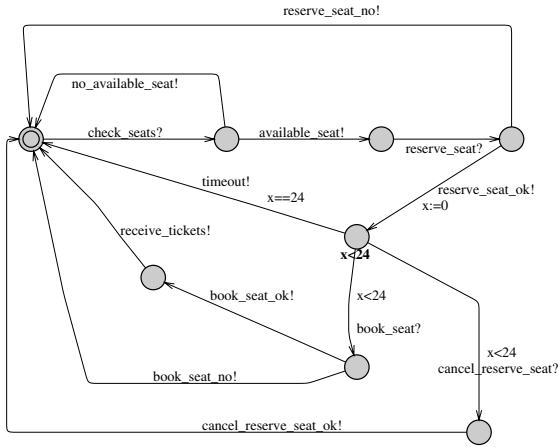 reserve_seat_no!
no_available_seat!
check_seats?
available_seat!
reserve_seat?
timeout!
x==24
reserve_seat_ok!
x:=0
receive_tickets!
x<24
book_seat_ok!
x<24
book_seat?
x<24
cancel_reserve_seat?
book_seat_no!
cancel_reserve_seat_ok!